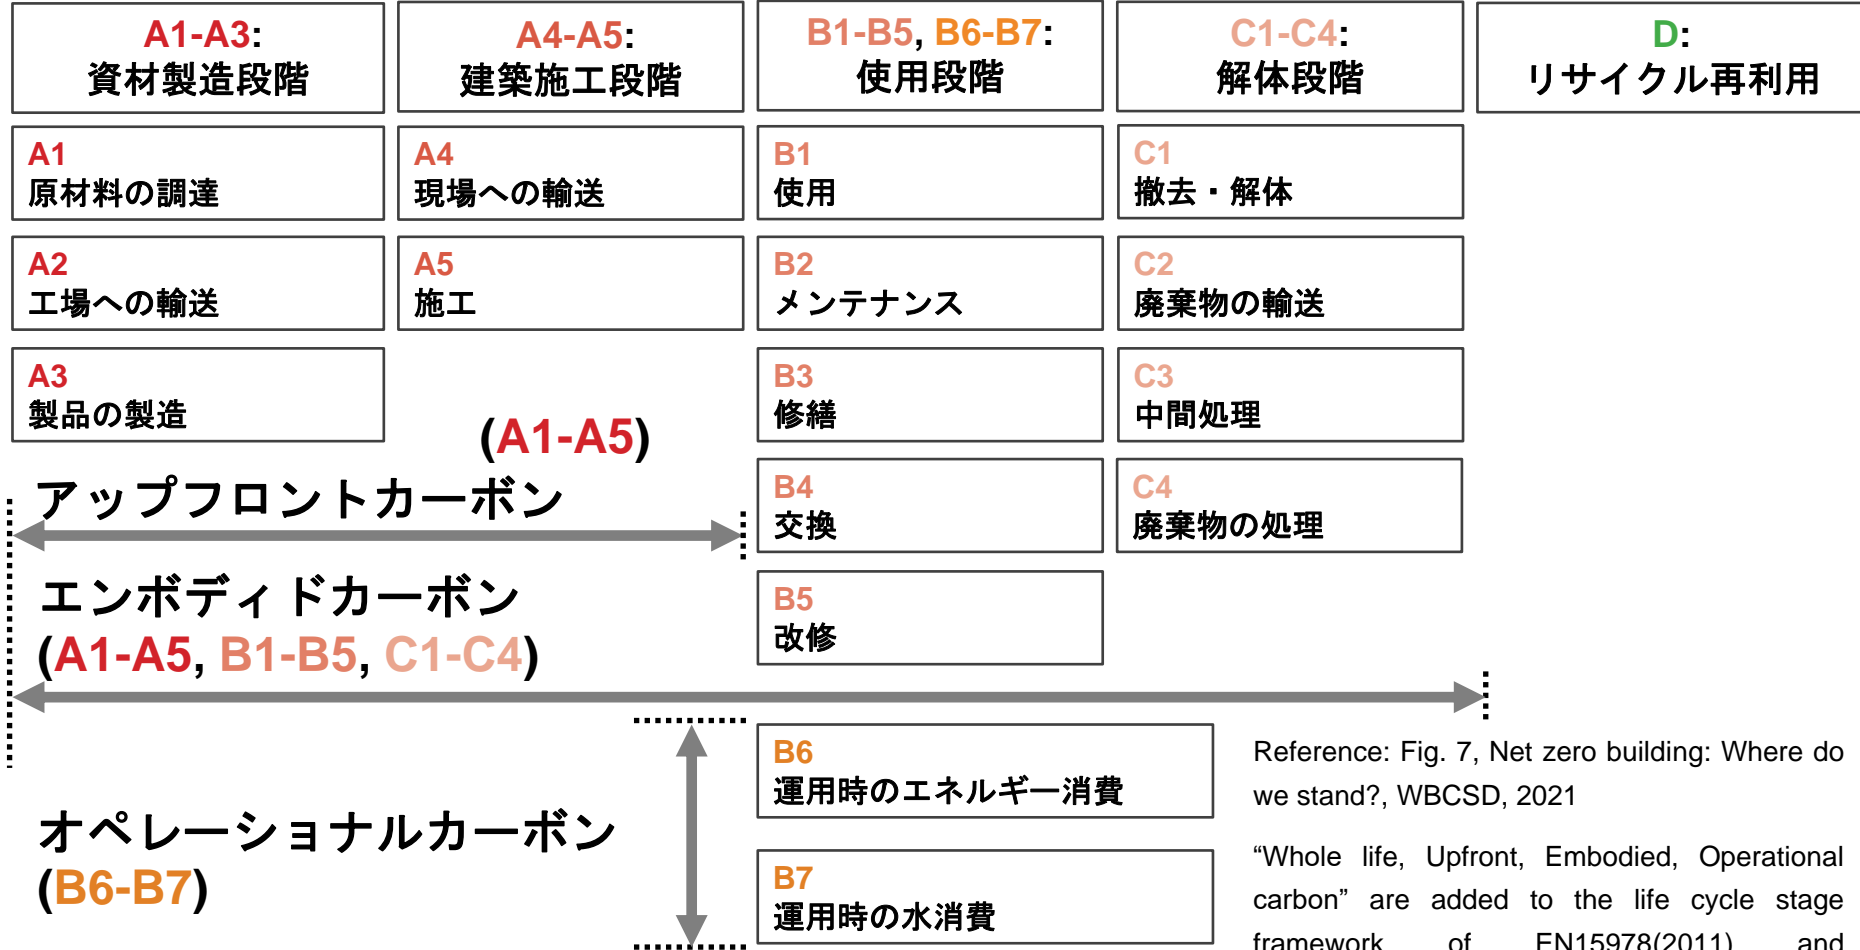 A1-A3:
資材製造段階
A4-A5:
建築施工段階
B1-B5, B6-B7:
使用段階
C1-C4:
解体段階
D:
リサイクル再利用
A1
原材料の調達
A2
工場への輸送
A3
製品の製造
A4
現場への輸送
A5
施工
B1
使用
B2
メンテナンス
B3
修繕
B4
交換
B5
改修
C1
撤去・解体
C2
廃棄物の輸送
C3
中間処理
C4
廃棄物の処理
(A1-A5)
アップフロントカーボン
エンボディドカーボン
(A1-A5, B1-B5, C1-C4)
オペレーショナルカーボン
(B6-B7)
B6
運用時のエネルギー消費
B7
運用時の水消費
Reference: Fig. 7, Net zero building: Where do
we stand?, WBCSD, 2021
“Whole life, Upfront, Embodied, Operational
carbon” are added to the life cycle stage
framework of EN15978(2011) and